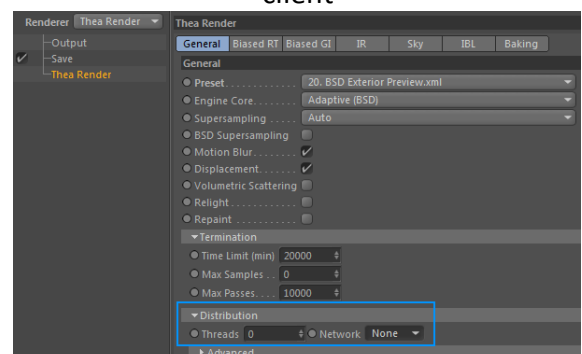 client
Renderer Thea Render
Output
Save
Thea Render
Thea Render
General Biased RT Biased GI IR Sky IBL Baking
General
Preset. 20. BSD Exterior Preview.xml
Engine Core........ Adaptive (BSD)
Supersampling ..... Auto
BSD Supersampling
Motion Blur........
Displacement.......
Volumetric Scattering
Relight............
Repaint ...........
Termination
Time Limit (min) 20000
Max Samples .. 0
Max Passes.... 10000
Distribution
Threads 0 Network None
Advanced